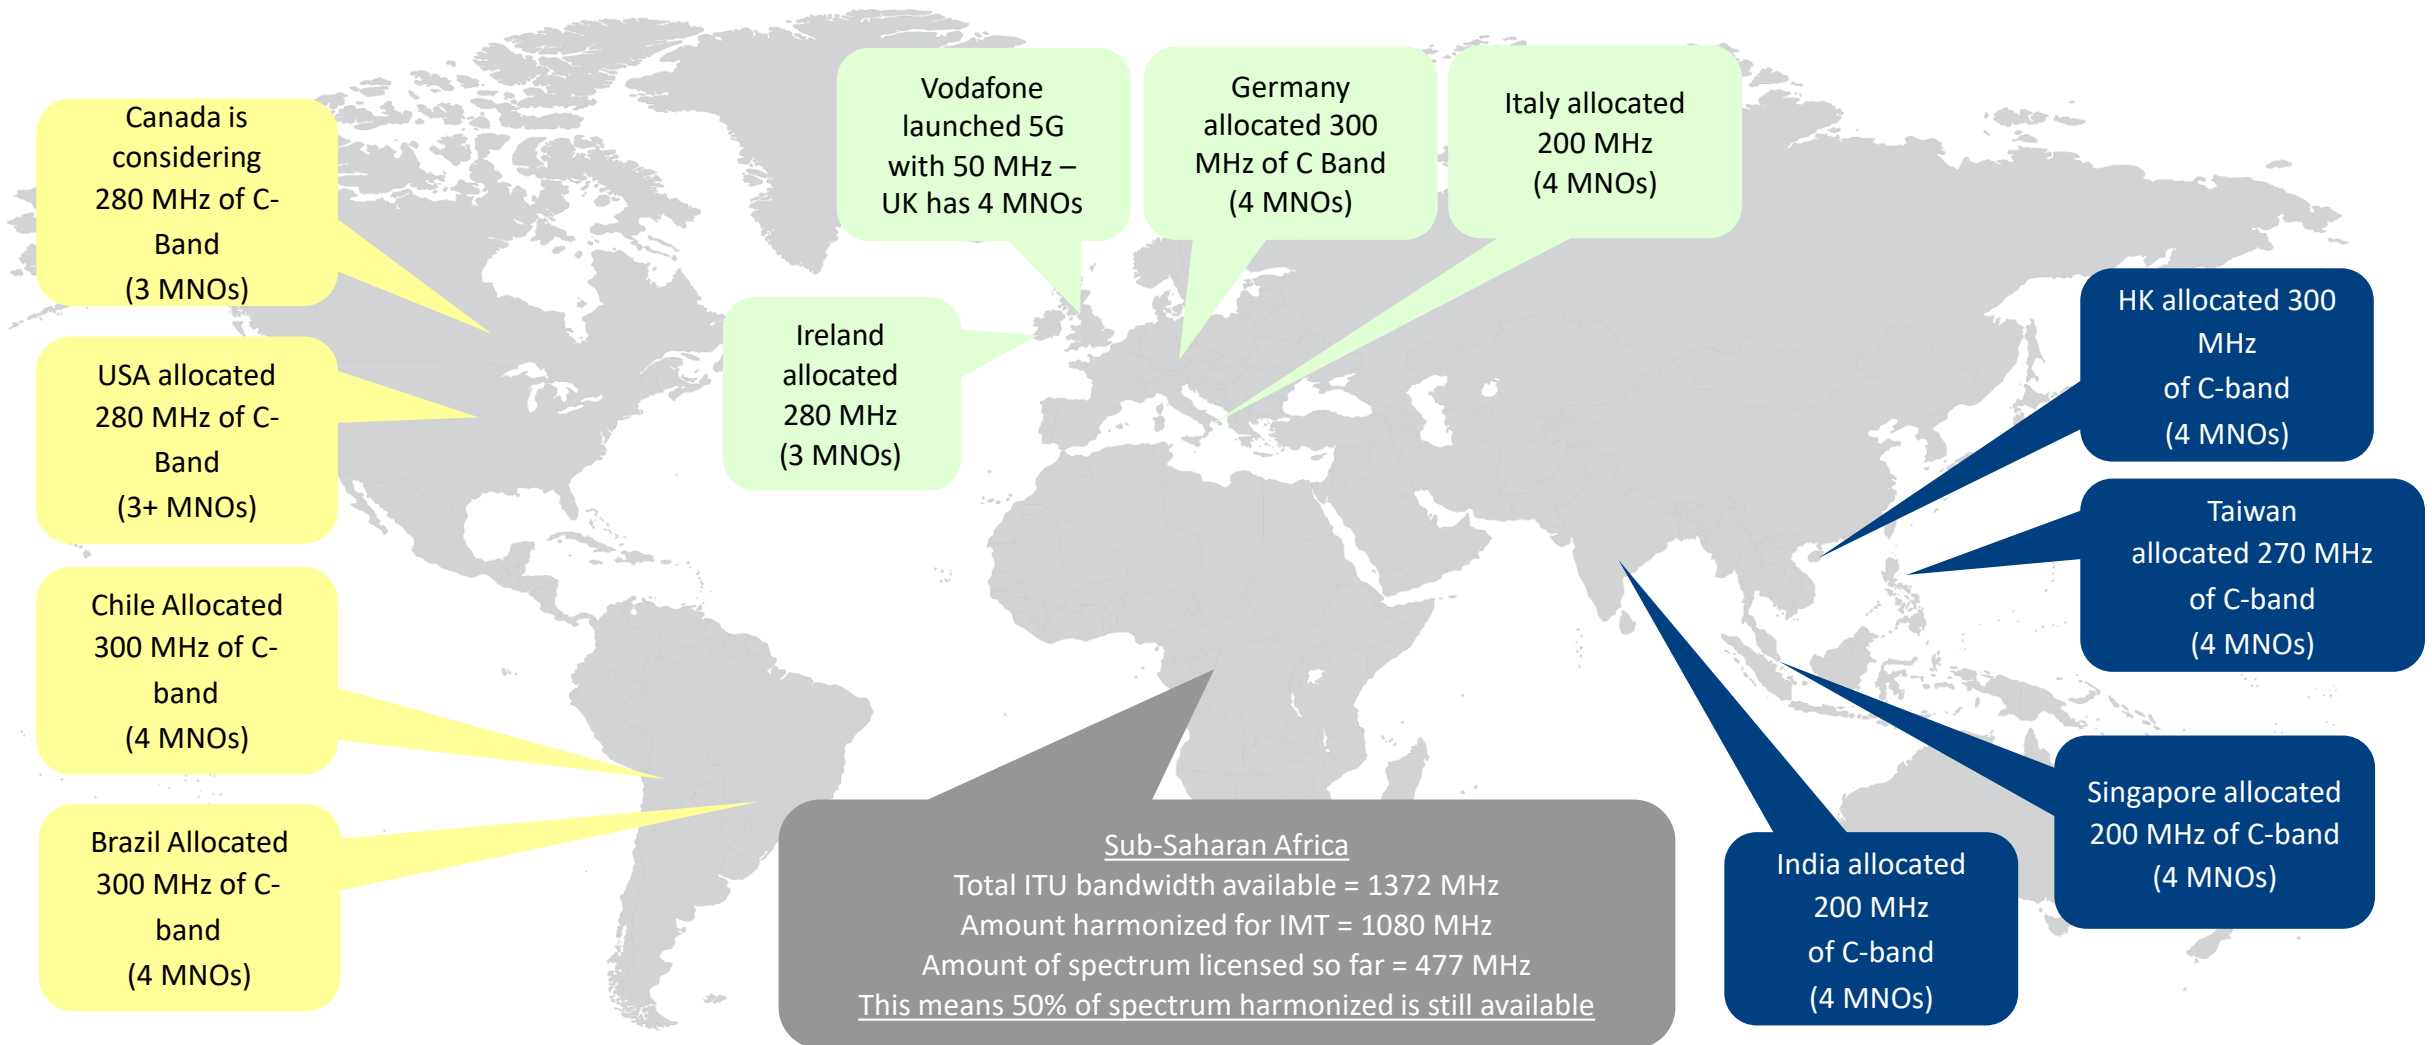 Canada is
considering
280 MHz of C-
Band
(3 MNOs)
USA allocated
280 MHz of C-
Band
(3+ MNOs)
Chile Allocated
300 MHz of C-
band
(4 MNOs)
Brazil Allocated
300 MHz of C-
band
(4 MNOs)
Vodafone
launched 5G
with 50 MHz –
UK has 4 MNOs
Germany
allocated 300
MHz of C Band
(4 MNOs)
Italy allocated
200 MHz
(4 MNOs)
Ireland
allocated
280 MHz
(3 MNOs)
Sub-Saharan Africa
Total ITU bandwidth available = 1372 MHz
Amount harmonized for IMT = 1080 MHz
Amount of spectrum licensed so far = 477 MHz
This means 50% of spectrum harmonized is still available
HK allocated 300
MHz
of C-band
(4 MNOs)
Taiwan
allocated 270 MHz
of C-band
(4 MNOs)
Singapore allocated
200 MHz of C-band
(4 MNOs)
India allocated
200 MHz
of C-band
(4 MNOs)